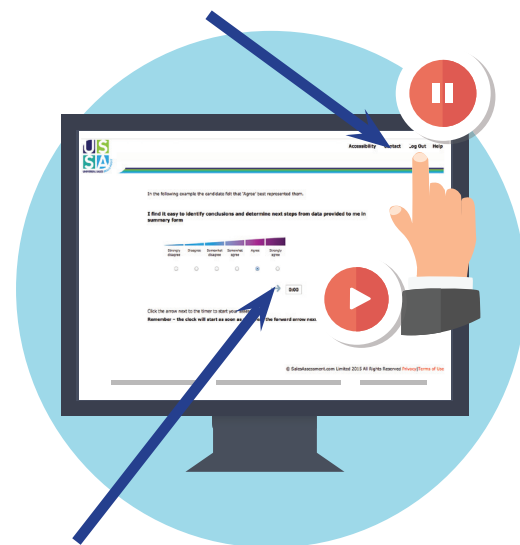 US
SA
Accessibility Contact Log Out Help
In the following example the candidate felt that 'Agree' best represented them.
I find it easy to identify conclusions and determine next steps from data provided to me in
summary form
Strongly disagree Disagree Somewhat disagree Somewhat agree Agree Strongly agree
0:00
Click the arrow next to the timer to start your
Remember – the clock will start as soon as the forward arrow next
© SalesAssessment.com Limited 2015 All Rights Reserved Privacy|Terms of Use